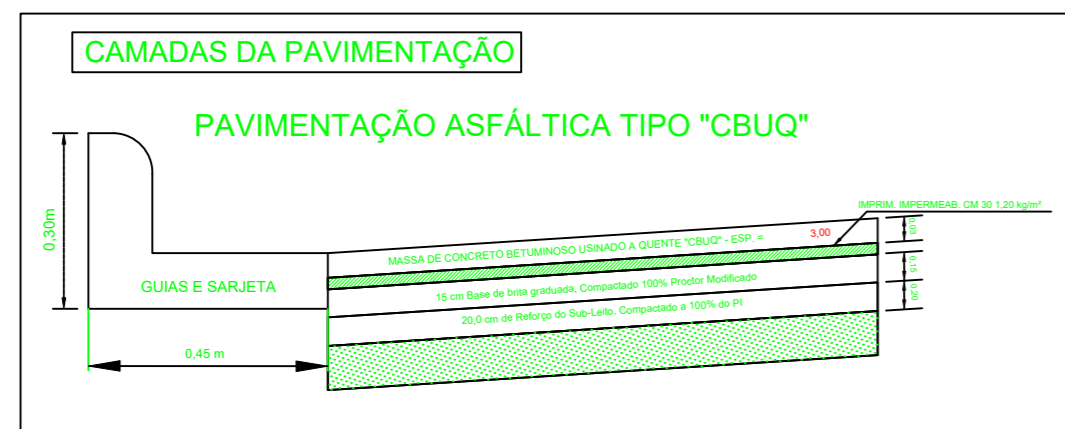 CAMADAS DA PAVIMENTAÇÃO
PAVIMENTAÇÃO ASFÁLTICA TIPO "CBUQ"
IMPRIM. IMPERMEAB. CM 30 1,20 kg/m²
0,30m
MASSA DE CONCRETO BETUMINOSO USINADO A QUENTE "CBUQ" - ESP. = 3,00
0,03
GUIAS E SARJETA
15 cm Base de brita graduada, Compactado 100% Proctor Modificado
0,15
20,0 cm de Reforço do Sub-Leito, Compactado a 100% do PI
0,20
0,45 m